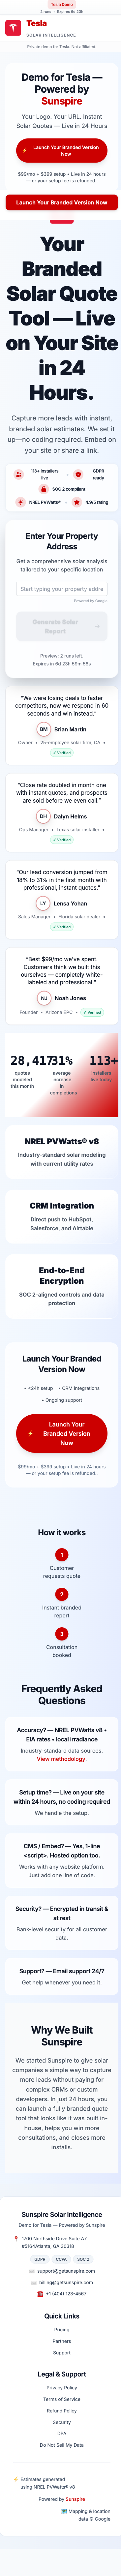 Tesla Demo
2 runs • Expires 6d 23h
Tesla
SOLAR INTELLIGENCE
Private demo for Tesla. Not affiliated.
Demo for Tesla —
Powered by
Sunspire
Your Logo. Your URL. Instant
Solar Quotes — Live in 24 Hours
⚡ Launch Your Branded Version
Now
$99/mo + $399 setup • Live in 24 hours
— or your setup fee is refunded.
Launch Your Branded Version Now
Your
Branded
Solar Quote
Tool — Live
on Your Site
in 24
Hours.
Capture more leads with instant,
branded solar estimates. We set it
up—no coding required. Embed on
your site or share a link.
113+ installers
live
GDPR
ready
SOC 2 compliant
NREL PVWatts®
4.9/5 rating
Enter Your Property
Address
Get a comprehensive solar analysis
tailored to your specific location
Start typing your property addre
Powered by Google
Generate Solar
Report
Preview: 2 runs left.
Expires in 6d 23h 59m 56s
"We were losing deals to faster
competitors, now we respond in 60
seconds and win instead."
BM
Brian Martin
Owner • 25-employee solar firm, CA •
✓ Verified
"Close rate doubled in month one
with instant quotes, and prospects
are sold before we even call."
DH
Dalyn Helms
Ops Manager • Texas solar installer •
✓ Verified
"Our lead conversion jumped from
18% to 31% in the first month with
professional, instant quotes."
LY
Lensa Yohan
Sales Manager • Florida solar dealer •
✓ Verified
"Best $99/mo we've spent.
Customers think we built this
ourselves — completely white-
labeled and professional."
NJ
Noah Jones
Founder • Arizona EPC • ✓ Verified
28,417
quotes
modeled
this month
31%
average
increase
in
completions
113+
installers
live today
NREL PVWatts® v8
Industry-standard solar modeling
with current utility rates
CRM Integration
Direct push to HubSpot,
Salesforce, and Airtable
End-to-End
Encryption
SOC 2-aligned controls and data
protection
Launch Your Branded
Version Now
• <24h setup • CRM integrations
• Ongoing support
⚡ Launch Your
Branded Version
Now
$99/mo + $399 setup • Live in 24 hours
— or your setup fee is refunded..
How it works
1
Customer
requests quote
2
Instant branded
report
3
Consultation
booked
Frequently Asked
Questions
Accuracy? — NREL PVWatts v8 •
EIA rates • local irradiance
Industry-standard data sources.
View methodology.
Setup time? — Live on your site
within 24 hours, no coding required
We handle the setup.
CMS / Embed? — Yes, 1-line
<script>. Hosted option too.
Works with any website platform.
Just add one line of code.
Security? — Encrypted in transit &
at rest
Bank-level security for all customer
data.
Support? — Email support 24/7
Get help whenever you need it.
Why We Built
Sunspire
We started Sunspire to give solar
companies a simple way to capture
more leads without paying for
complex CRMs or custom
developers. In just 24 hours, you can
launch a fully branded quote tool
that looks like it was built in-
house, helps you win more
consultations, and closes more
installs.
Sunspire Solar Intelligence
Demo for Tesla — Powered by Sunspire
📍 1700 Northside Drive Suite A7
#5164Atlanta, GA 30318
GDPR
CCPA
SOC 2
support@getsunspire.com
billing@getsunspire.com
+1 (404) 123-4567
Quick Links
Pricing
Partners
Support
Legal & Support
Privacy Policy
Terms of Service
Refund Policy
Security
DPA
Do Not Sell My Data
⚡ Estimates generated
using NREL PVWatts® v8
Powered by Sunspire
🗺️ Mapping & location
data © Google